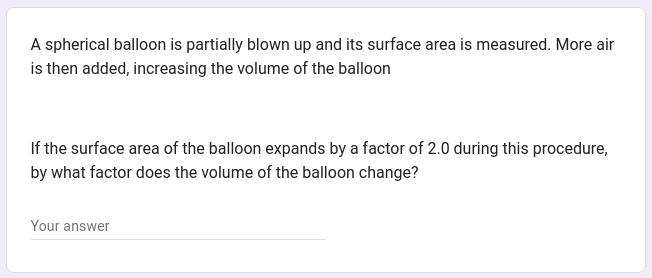 A spherical balloon is partially blown up and its surface area is measured. More air
is then added, increasing the volume of the balloon
If the surface area of the balloon expands by a factor of 2.0 during this procedure,
by what factor does the volume of the balloon change?
Your answer